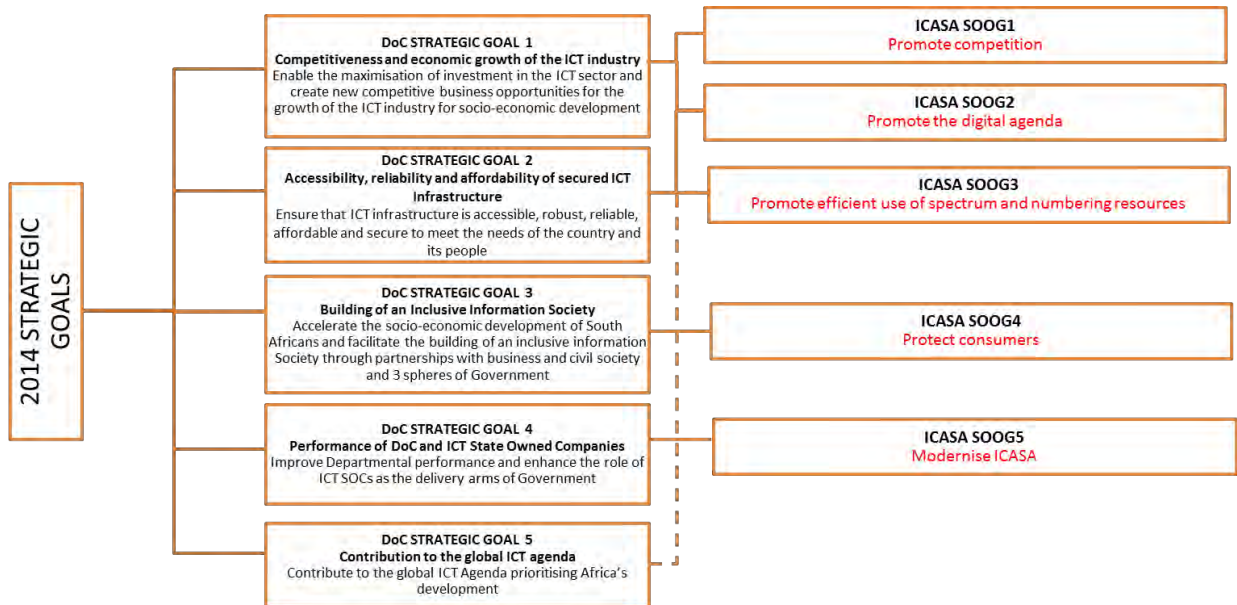 2014 STRATEGIC
GOALS
DoC STRATEGIC GOAL 1
Competitiveness and economic growth of the ICT industry
Enable the maximisation of investment in the ICT sector and
create new competitive business opportunities for the
growth of the ICT industry for socio-economic development
DoC STRATEGIC GOAL 2
Accessibility, reliability and affordability of secured ICT
Infrastructure
Ensure that ICT infrastructure is accessible, robust, reliable,
affordable and secure to meet the needs of the country and
its people
DoC STRATEGIC GOAL 3
Building of an Inclusive Information Society
Accelerate the socio-economic development of South
Africans and facilitate the building of an inclusive information
Society through partnerships with business and civil society
and 3 spheres of Government
DoC STRATEGIC GOAL 4
Performance of DoC and ICT State Owned Companies
Improve Departmental performance and enhance the role of
ICT SOCs as the delivery arms of Government
DoC STRATEGIC GOAL 5
Contribution to the global ICT agenda
Contribute to the global ICT Agenda prioritising Africa's
development
ICASA SOOG1
Promote competition
ICASA SOOG2
Promote the digital agenda
ICASA SOOG3
Promote efficient use of spectrum and numbering resources
ICASA SOOG4
Protect consumers
ICASA SOOG5
Modernise ICASA